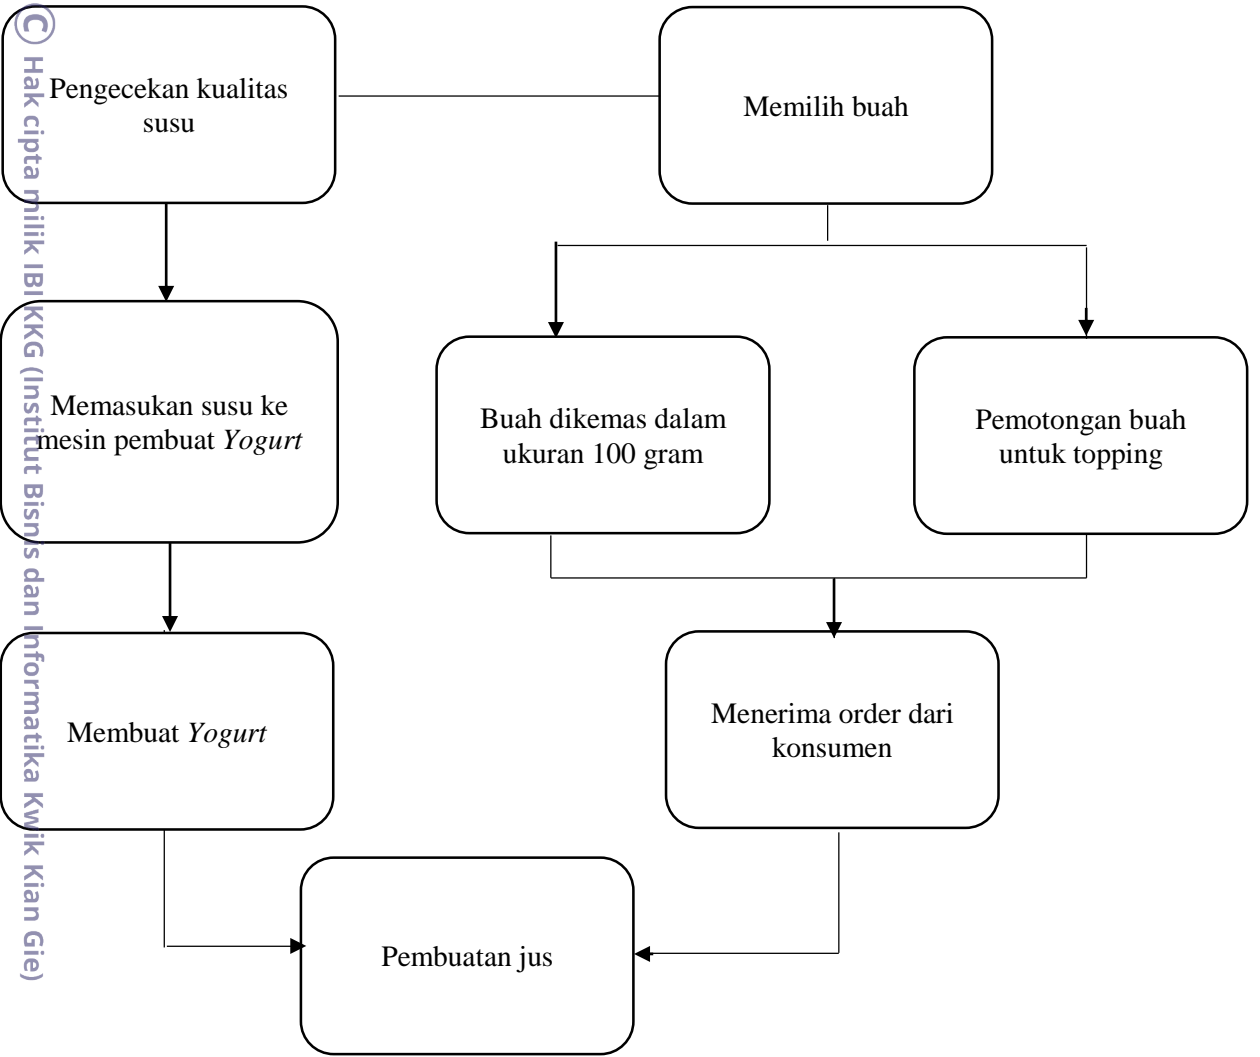 Pengecekan kualitas
susu
Memilih buah
Memasukan susu ke
mesin pembuat Yogurt
Buah dikemas dalam
ukuran 100 gram
Pemotongan buah
untuk topping
Membuat Yogurt
Menerima order dari
konsumen
Pembuatan jus
© Hak cipta milik IBI KKG (Institut Bisnis dan Informatika Kwik Kian Gie)